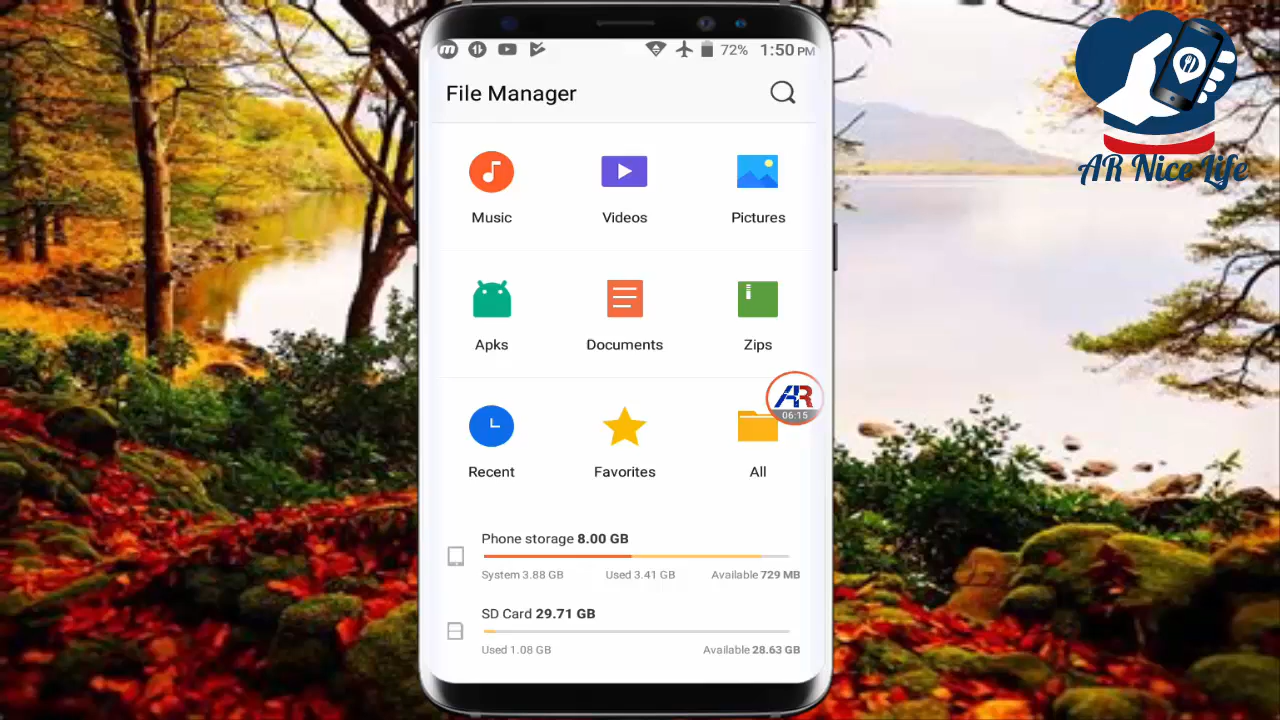 72% 1:50 PM
File Manager
AR Nice Life
Music Videos Pictures
Apks Documents Zips
AR
06:15
Recent Favorites All
Phone storage 8.00 GB
System 3.88 GB Used 3.41 GB Available 729 MB
SD Card 29.71 GB
Used 1.08 GB Available 28.63 GB